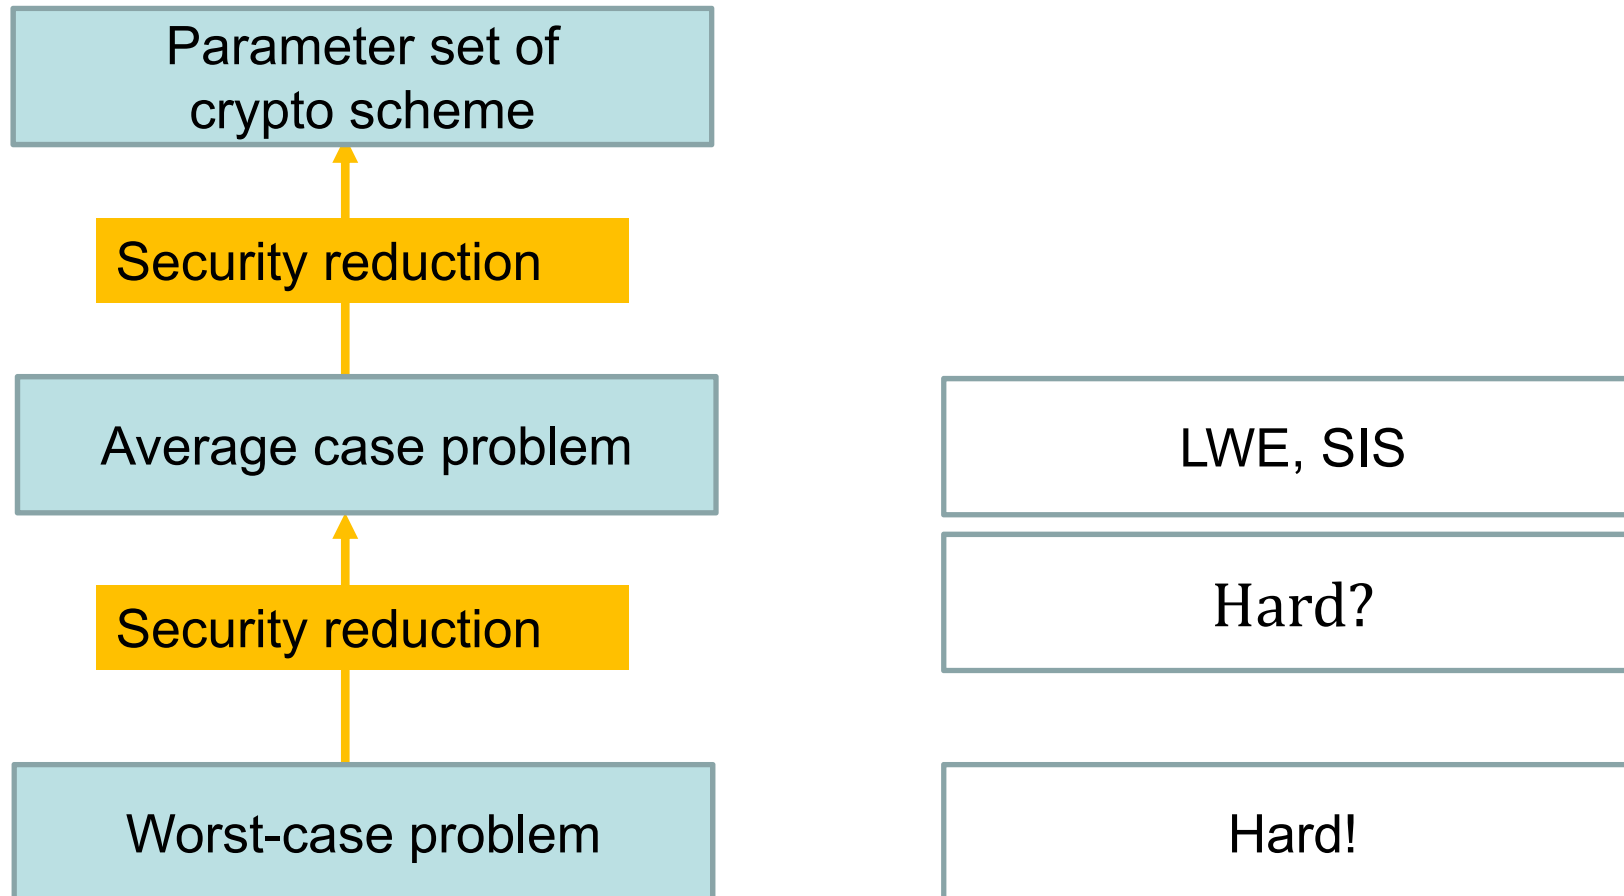 Parameter set of
crypto scheme
Security reduction
Average case problem
LWE, SIS
Hard?
Security reduction
Worst-case problem
Hard!